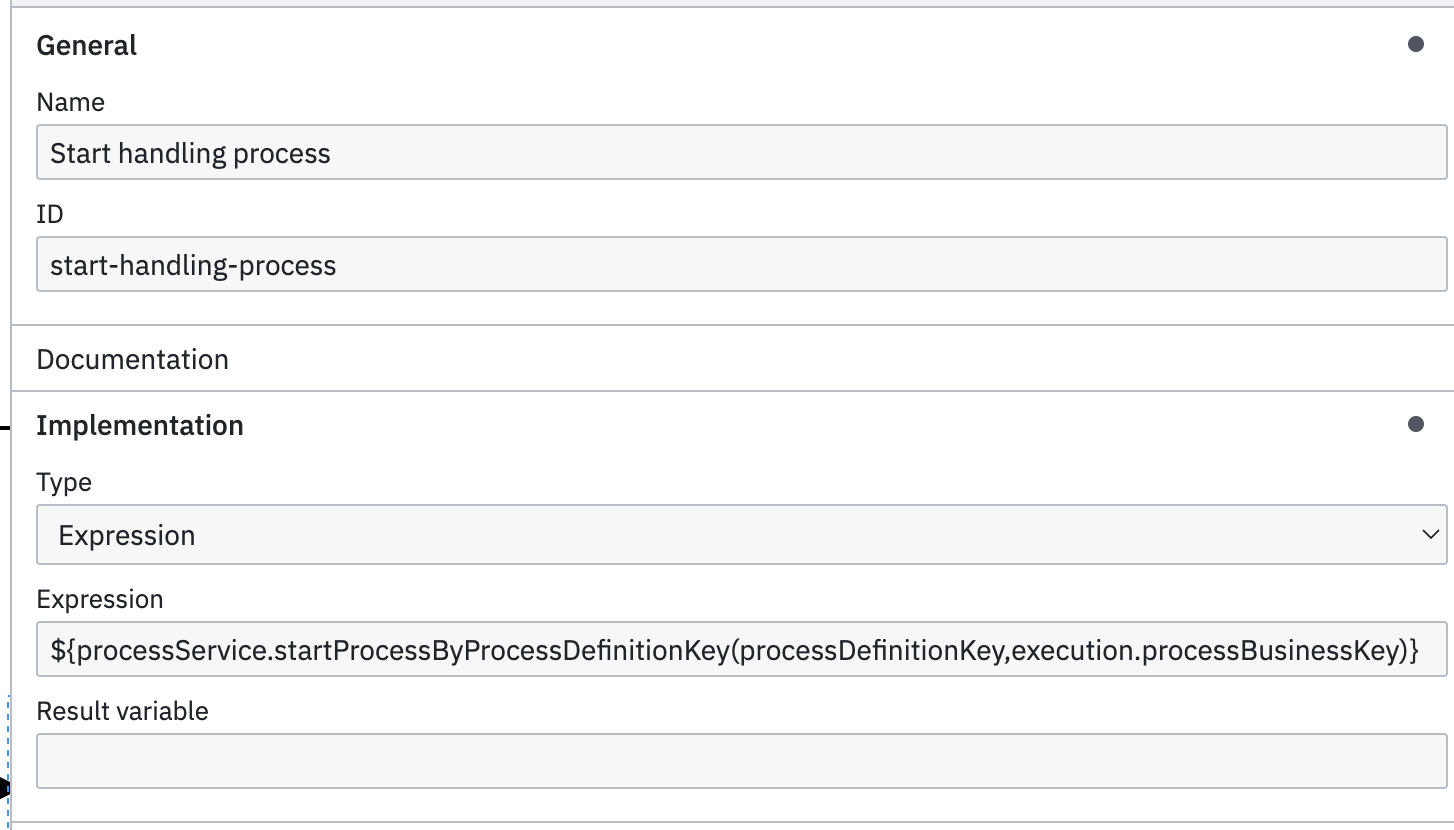 General
Name
Start handling process
ID
start-handling-process
Documentation
Implementation
Type
Expression
Expression
${processService.startProcessByProcessDefinitionKey(processDefinitionKey,execution.processBusinessKey)}
Result variable